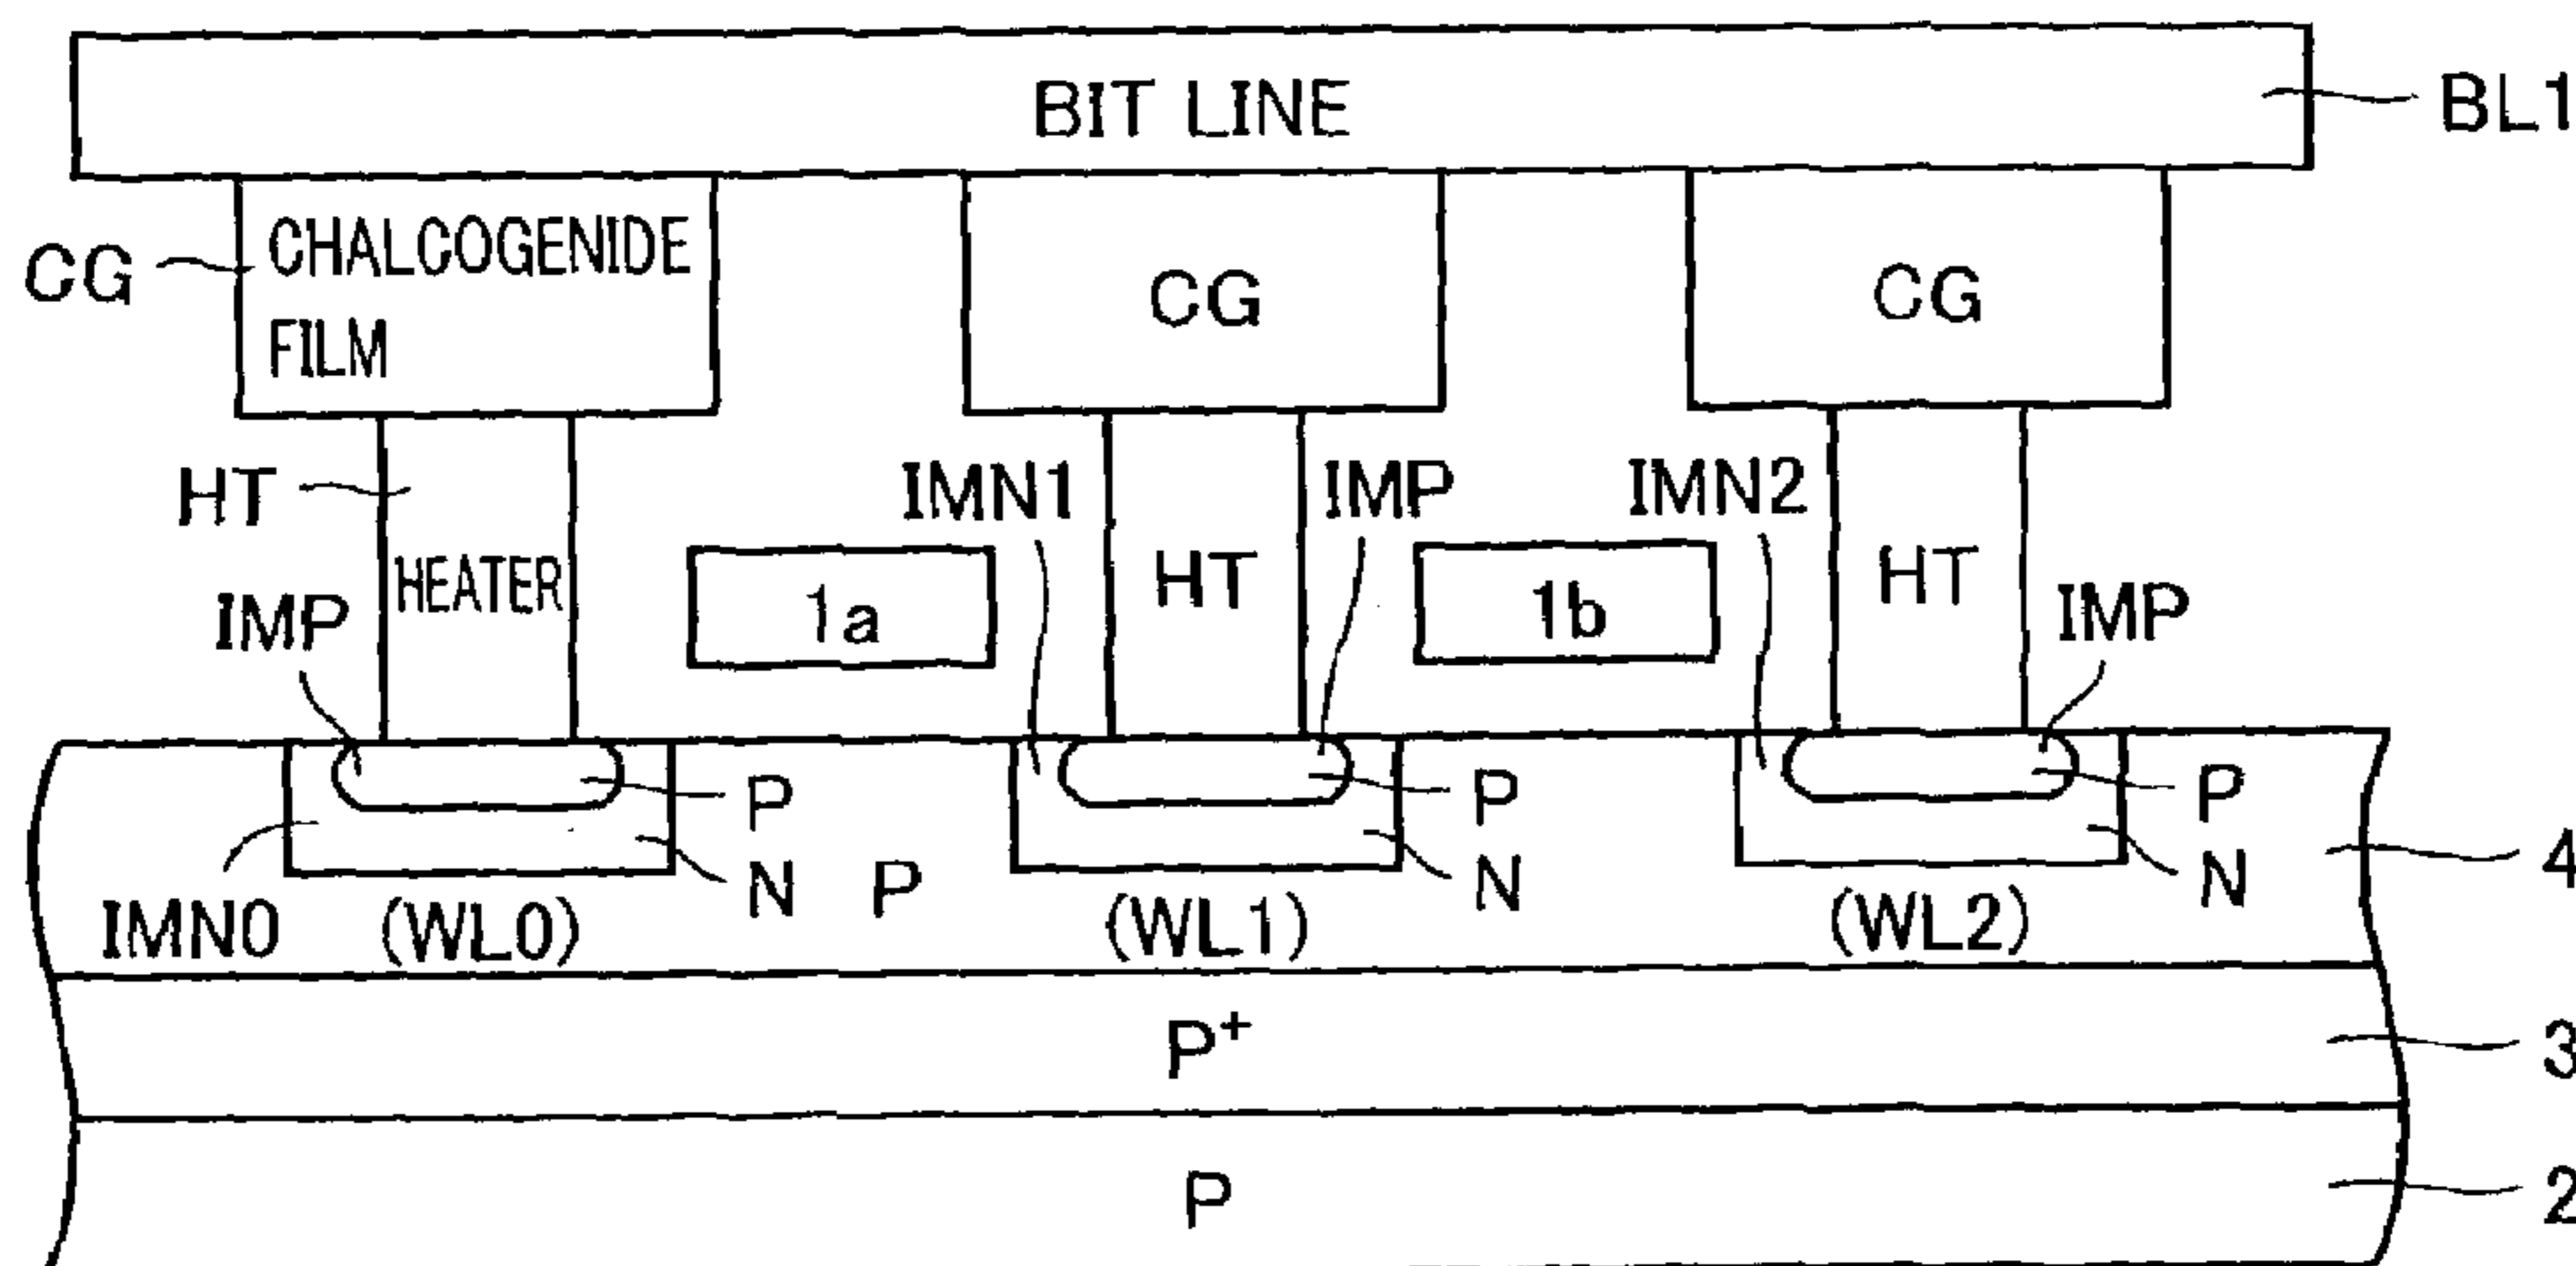 BIT LINE
BL1
CG
CHALCOGENIDE
FILM
CG
CG
HT
HEATER
IMN1
HT
IMP
IMN2
HT
IMP
1a
1b
IMP
P
P
P
N
P
N
N
4
IMN0
(WL0)
(WL1)
(WL2)
P+
3
P
2